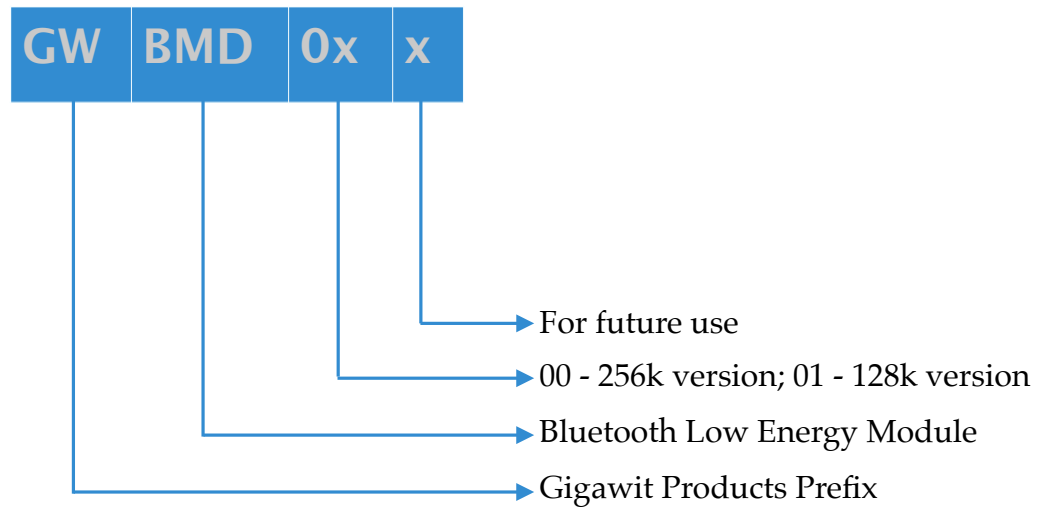 GW BMD 0x x
For future use
00 - 256k version; 01 - 128k version
Bluetooth Low Energy Module
Gigawit Products Prefix